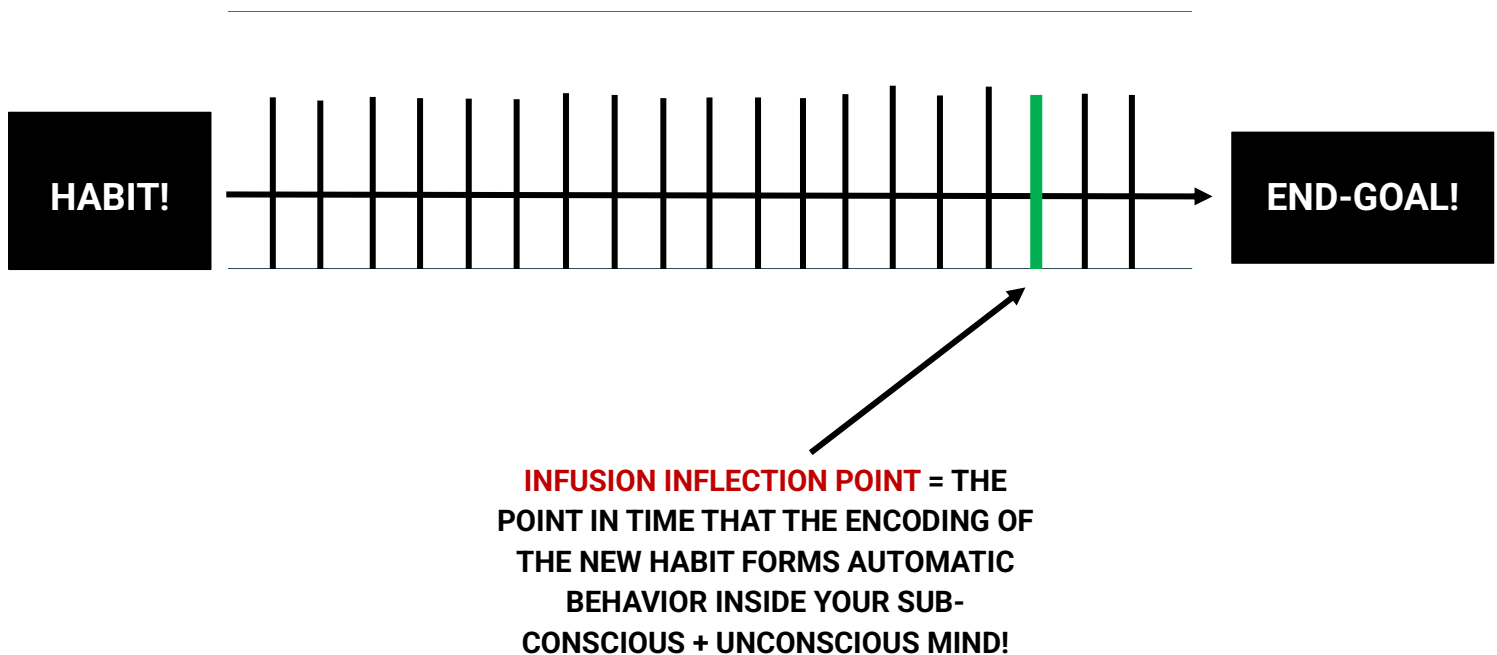 HABIT!
END-GOAL!
INFUSION INFLECTION POINT = THE
POINT IN TIME THAT THE ENCODING OF
THE NEW HABIT FORMS AUTOMATIC
BEHAVIOR INSIDE YOUR SUB-
CONSCIOUS + UNCONSCIOUS MIND!